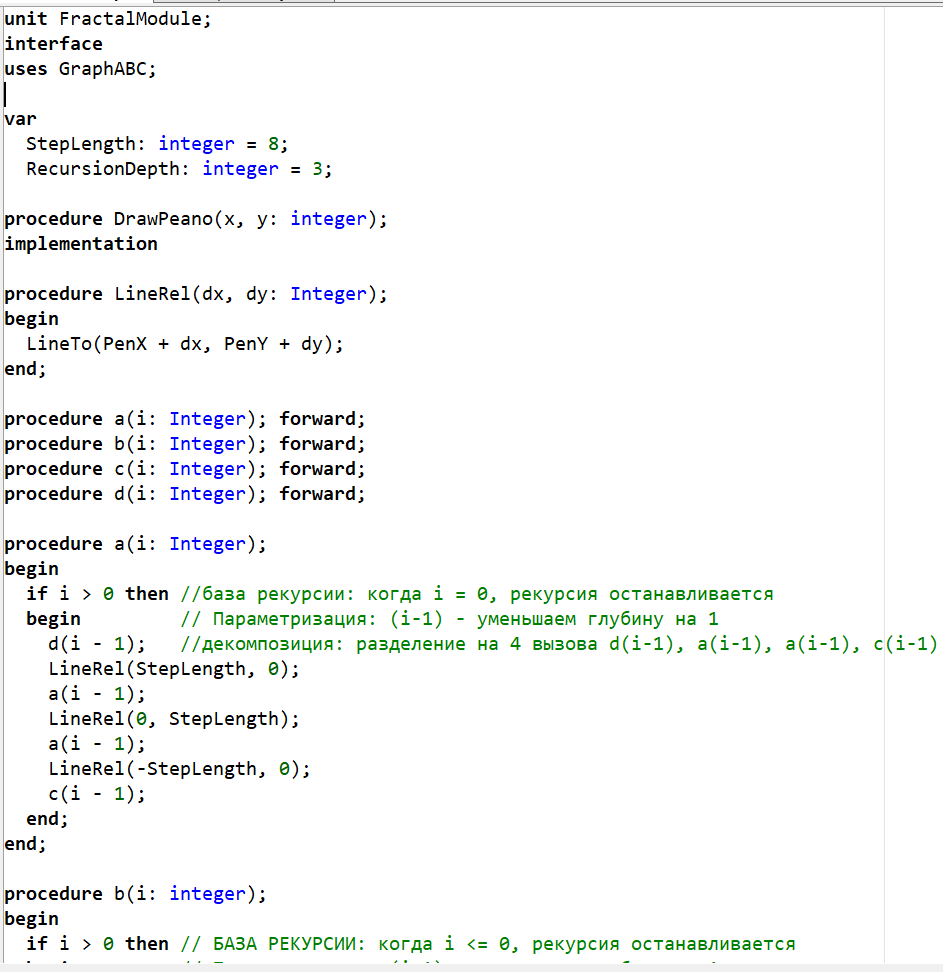 unit FractalModule;
interface
uses GraphABC;
var
StepLength: integer = 8;
RecursionDepth: integer = 3;
procedure DrawPeano(x, y: integer);
implementation
procedure LineRel(dx, dy: Integer);
begin
LineTo(PenX + dx, PenY + dy);
end;
procedure a(i: Integer); forward;
procedure b(i: Integer); forward;
procedure c(i: Integer); forward;
procedure d(i: Integer); forward;
procedure a(i: Integer);
begin
if i > 0 then //база рекурсии: когда i = 0, рекурсия останавливается
begin // Параметризация: (i-1) - уменьшаем глубину на 1
d(i - 1); //декомпозиция: разделение на 4 вызова d(i-1), a(i-1), a(i-1), c(i-1)
LineRel(StepLength, 0);
a(i - 1);
LineRel(0, StepLength);
a(i - 1);
LineRel(-StepLength, 0);
c(i - 1);
end;
end;
procedure b(i: integer);
begin
if i > 0 then // БАЗА РЕКУРСИИ: когда i <= 0, рекурсия останавливается